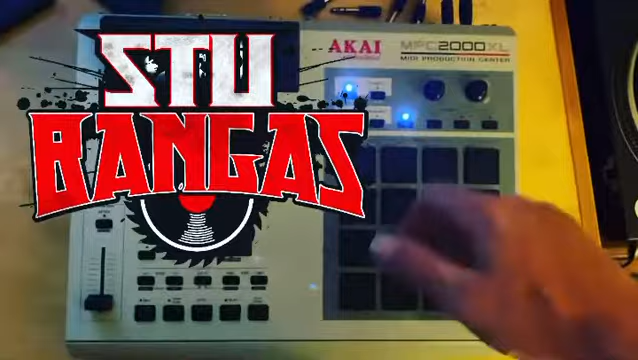 STU
BANGAS
AKAI
MPC2000XL
MIDI PRODUCTION CENTER